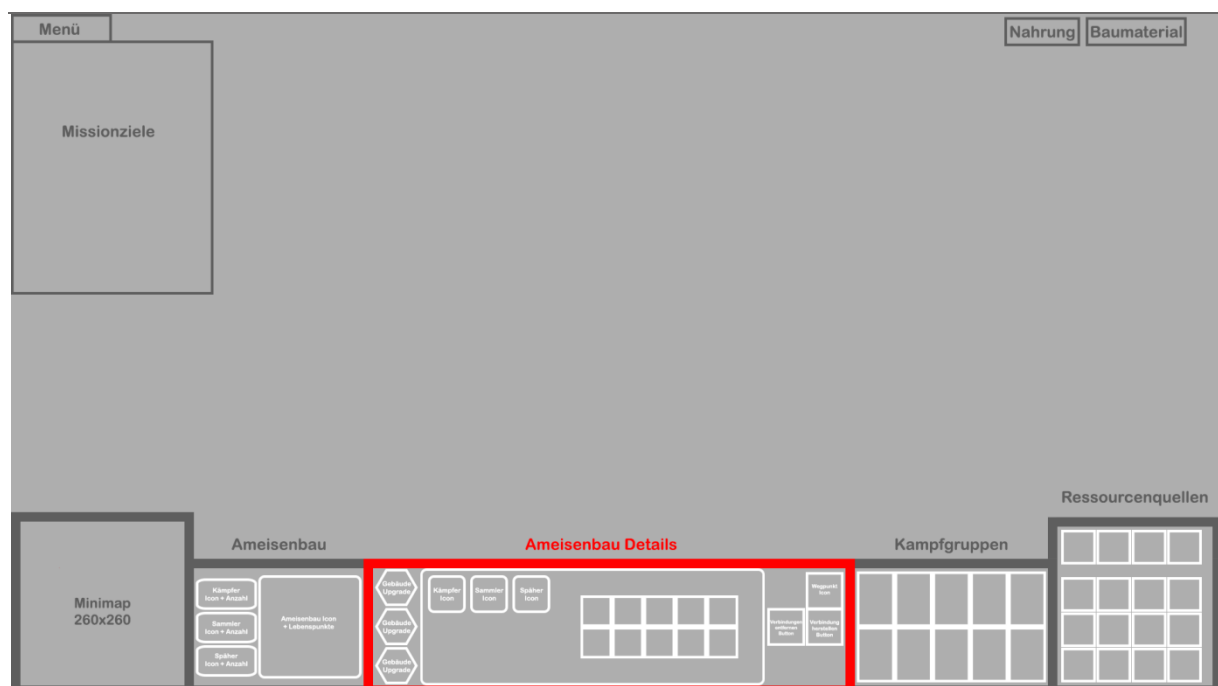 Menü
Nahrung
Baumaterial
Missionziele
Ressourcenquellen
Ameisenbau
Ameisenbau Details
Kampfgruppen
Minimap
260x260
Kämpfer
Icon + Anzahl
Sammler
Icon + Anzahl
Späher
Icon + Anzahl
Ameisenbau Icon
+ Lebenspunkte
Gebäude
Upgrade
Gebäude
Upgrade
Gebäude
Upgrade
Kämpfer
Icon
Sammler
Icon
Späher
Icon
Wegpunkt
Icon
Verbindungen
entfernen
Button
Verbindung
herstellen
Button